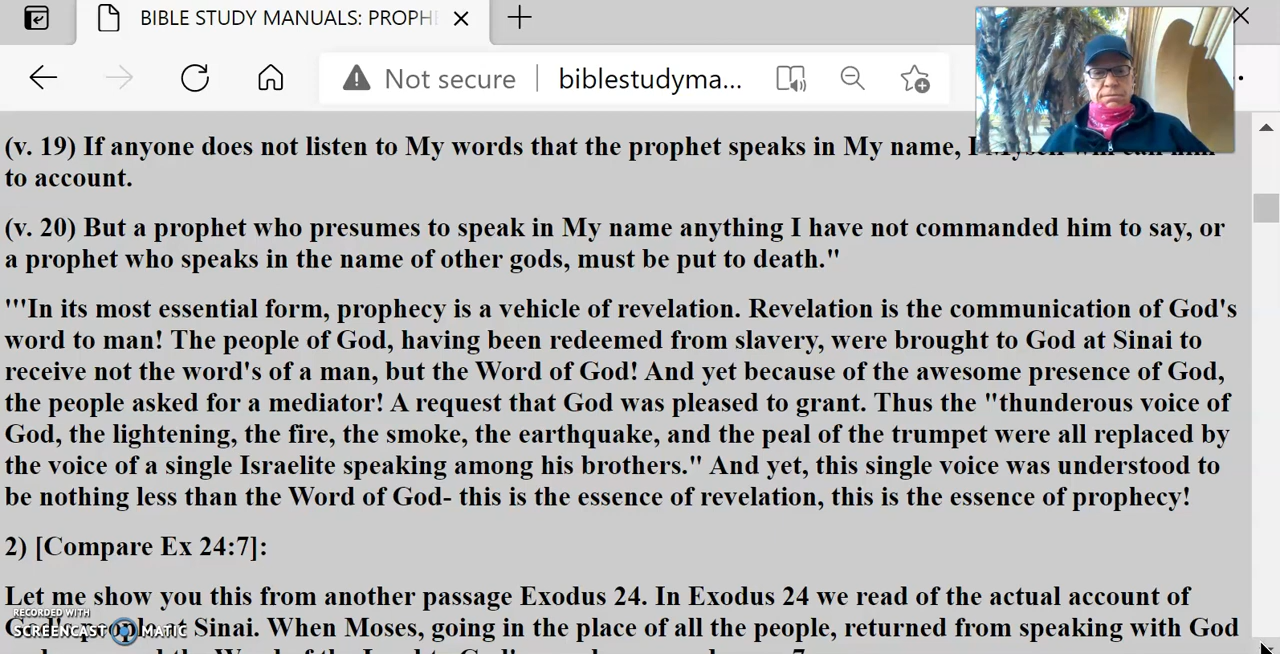 BIBLE STUDY MANUALS: PROPHI
Not secure
biblestudyma...
(v. 19) If anyone does not listen to My words that the prophet speaks in My name, I Myself will call him
to account.
(v. 20) But a prophet who presumes to speak in My name anything I have not commanded him to say, or
a prophet who speaks in the name of other gods, must be put to death."
'"In its most essential form, prophecy is a vehicle of revelation. Revelation is the communication of God's
word to man! The people of God, having been redeemed from slavery, were brought to God at Sinai to
receive not the word's of a man, but the Word of God! And yet because of the awesome presence of God,
the people asked for a mediator! A request that God was pleased to grant. Thus the "thunderous voice of
God, the lightening, the fire, the smoke, the earthquake, and the peal of the trumpet were all replaced by
the voice of a single Israelite speaking among his brothers." And yet, this single voice was understood to
be nothing less than the Word of God- this is the essence of revelation, this is the essence of prophecy!
2) [Compare Ex 24:7]:
Let me show you this from another passage Exodus 24. In Exodus 24 we read of the actual account of
RECORDED WITH
SCREENCAST MATIC
God's people at Sinai. When Moses, going in the place of all the people, returned from speaking with God